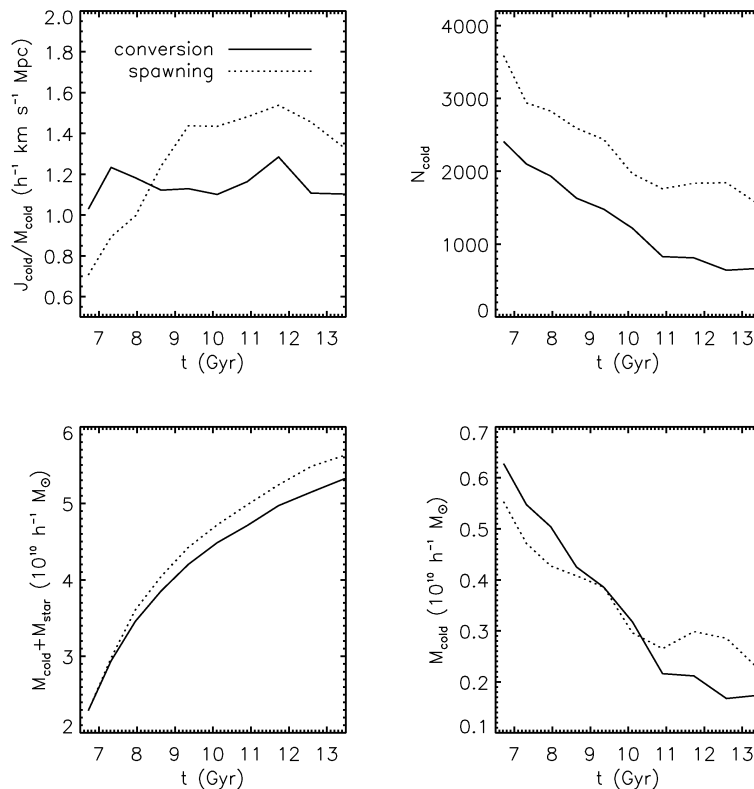 2.0
1.8
1.6
1.4
1.2
1.0
0.8
0.6
J_cold/M_cold (h⁻¹ km s⁻¹ Mpc)
conversion
spawning
7 8 9 10 11 12 13
t (Gyr)
4000
3000
2000
1000
0
N_cold
7 8 9 10 11 12 13
t (Gyr)
6
5
4
3
2
M_cold+M_star (10¹⁰ h⁻¹ M☉)
7 8 9 10 11 12 13
t (Gyr)
0.7
0.6
0.5
0.4
0.3
0.2
0.1
M_cold (10¹⁰ h⁻¹ M☉)
7 8 9 10 11 12 13
t (Gyr)